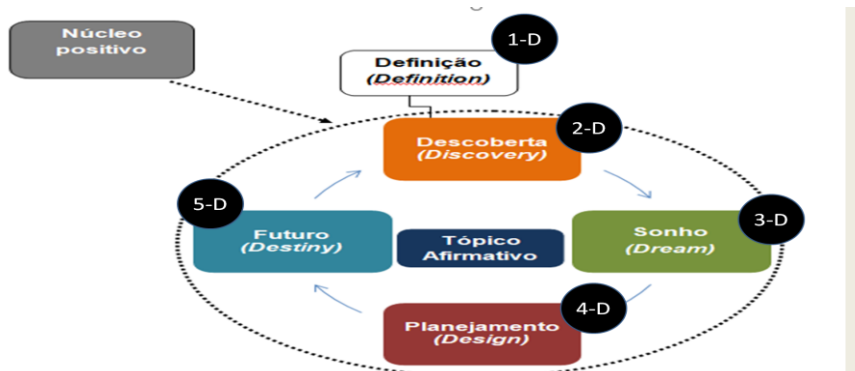 Núcleo
positivo
1-D
Definição
(Definition)
2-D
Descoberta
(Discovery)
5-D
3-D
Futuro
(Destiny)
Tópico
Afirmativo
Sonho
(Dream)
4-D
Planejamento
(Design)